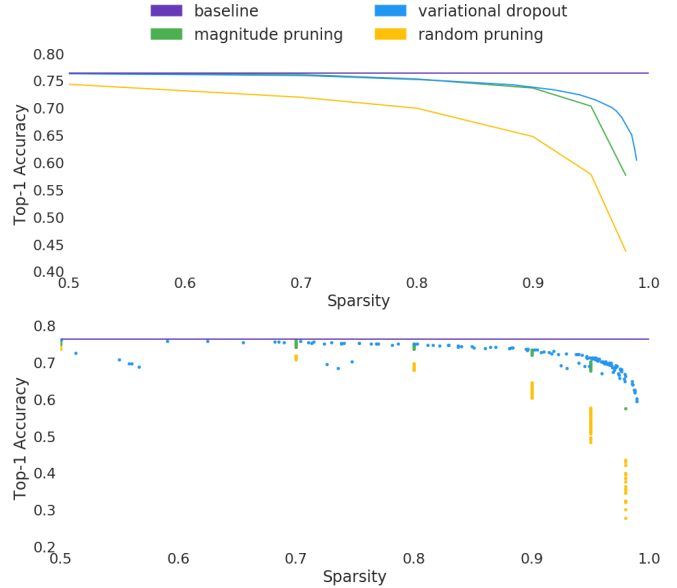 baseline
variational dropout
magnitude pruning
random pruning
0.80
0.75
0.70
0.65
0.60
0.55
0.50
0.45
0.40
Top-1 Accuracy
0.5 0.6 0.7 0.8 0.9 1.0
Sparsity
0.8
0.7
0.6
0.5
0.4
0.3
0.2
Top-1 Accuracy
0.5 0.6 0.7 0.8 0.9 1.0
Sparsity